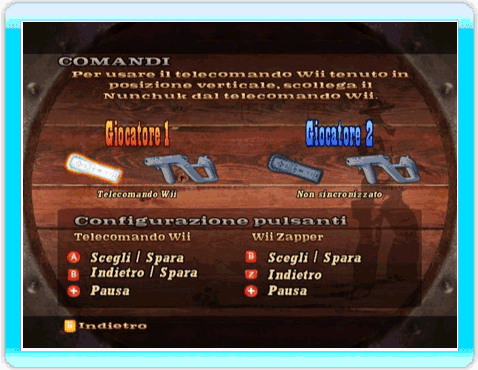 COMANDI
Per usare il telecomando Wii tenuto in
posizione verticale, scollega il
Nunchuk dal telecomando Wii.
Giocatore 1
Giocatore 2
Telecomando Wii
Non sincronizzato
Configurazione pulsanti
Telecomando Wii
Wii Zapper
A Scegli / Spara
B Scegli / Spara
B Indietro / Spara
Z Indietro
+ Pausa
+ Pausa
B Indietro